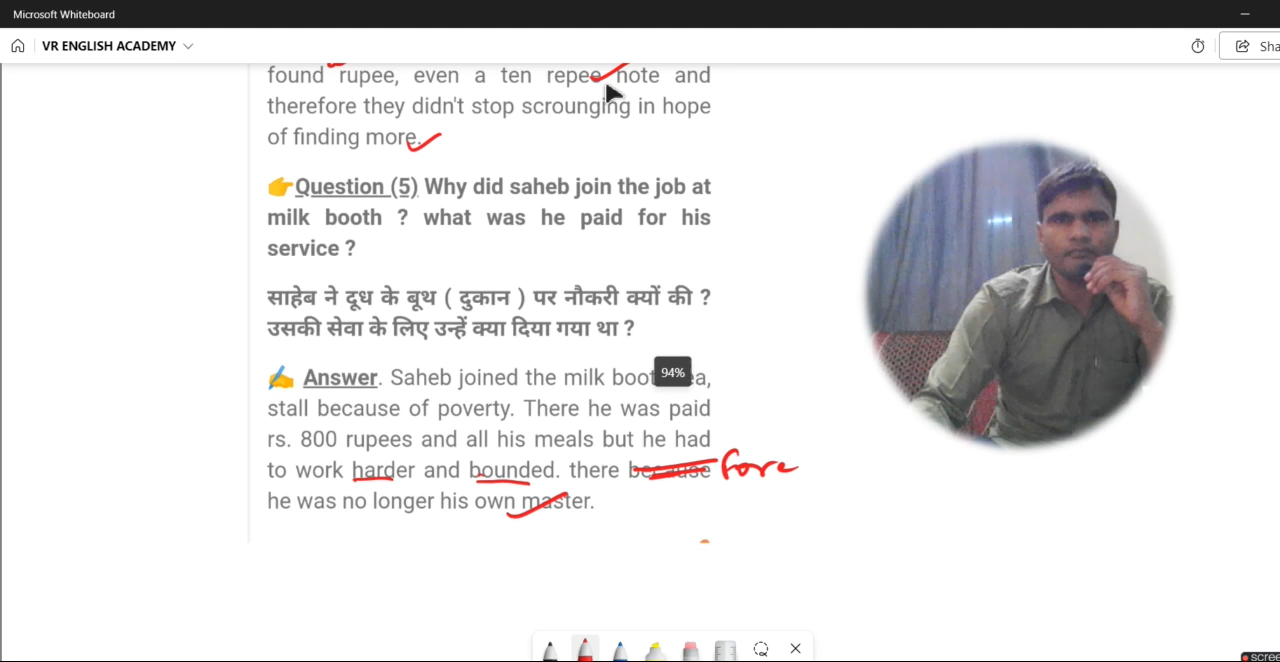 Microsoft Whiteboard
VR ENGLISH ACADEMY
Sha
found rupee, even a ten repee note and
therefore they didn't stop scrounging in hope
of finding more.
👉Question (5) Why did saheb join the job at
milk booth ? what was he paid for his
service ?
साहेब ने दूध के बूथ ( दुकान ) पर नौकरी क्यों की ?
उसकी सेवा के लिए उन्हें क्या दिया गया था ?
✍️ Answer. Saheb joined the milk boot 94% a,
stall because of poverty. There he was paid
rs. 800 rupees and all his meals but he had
to work harder and bounded. there because fore
he was no longer his own master.
scree